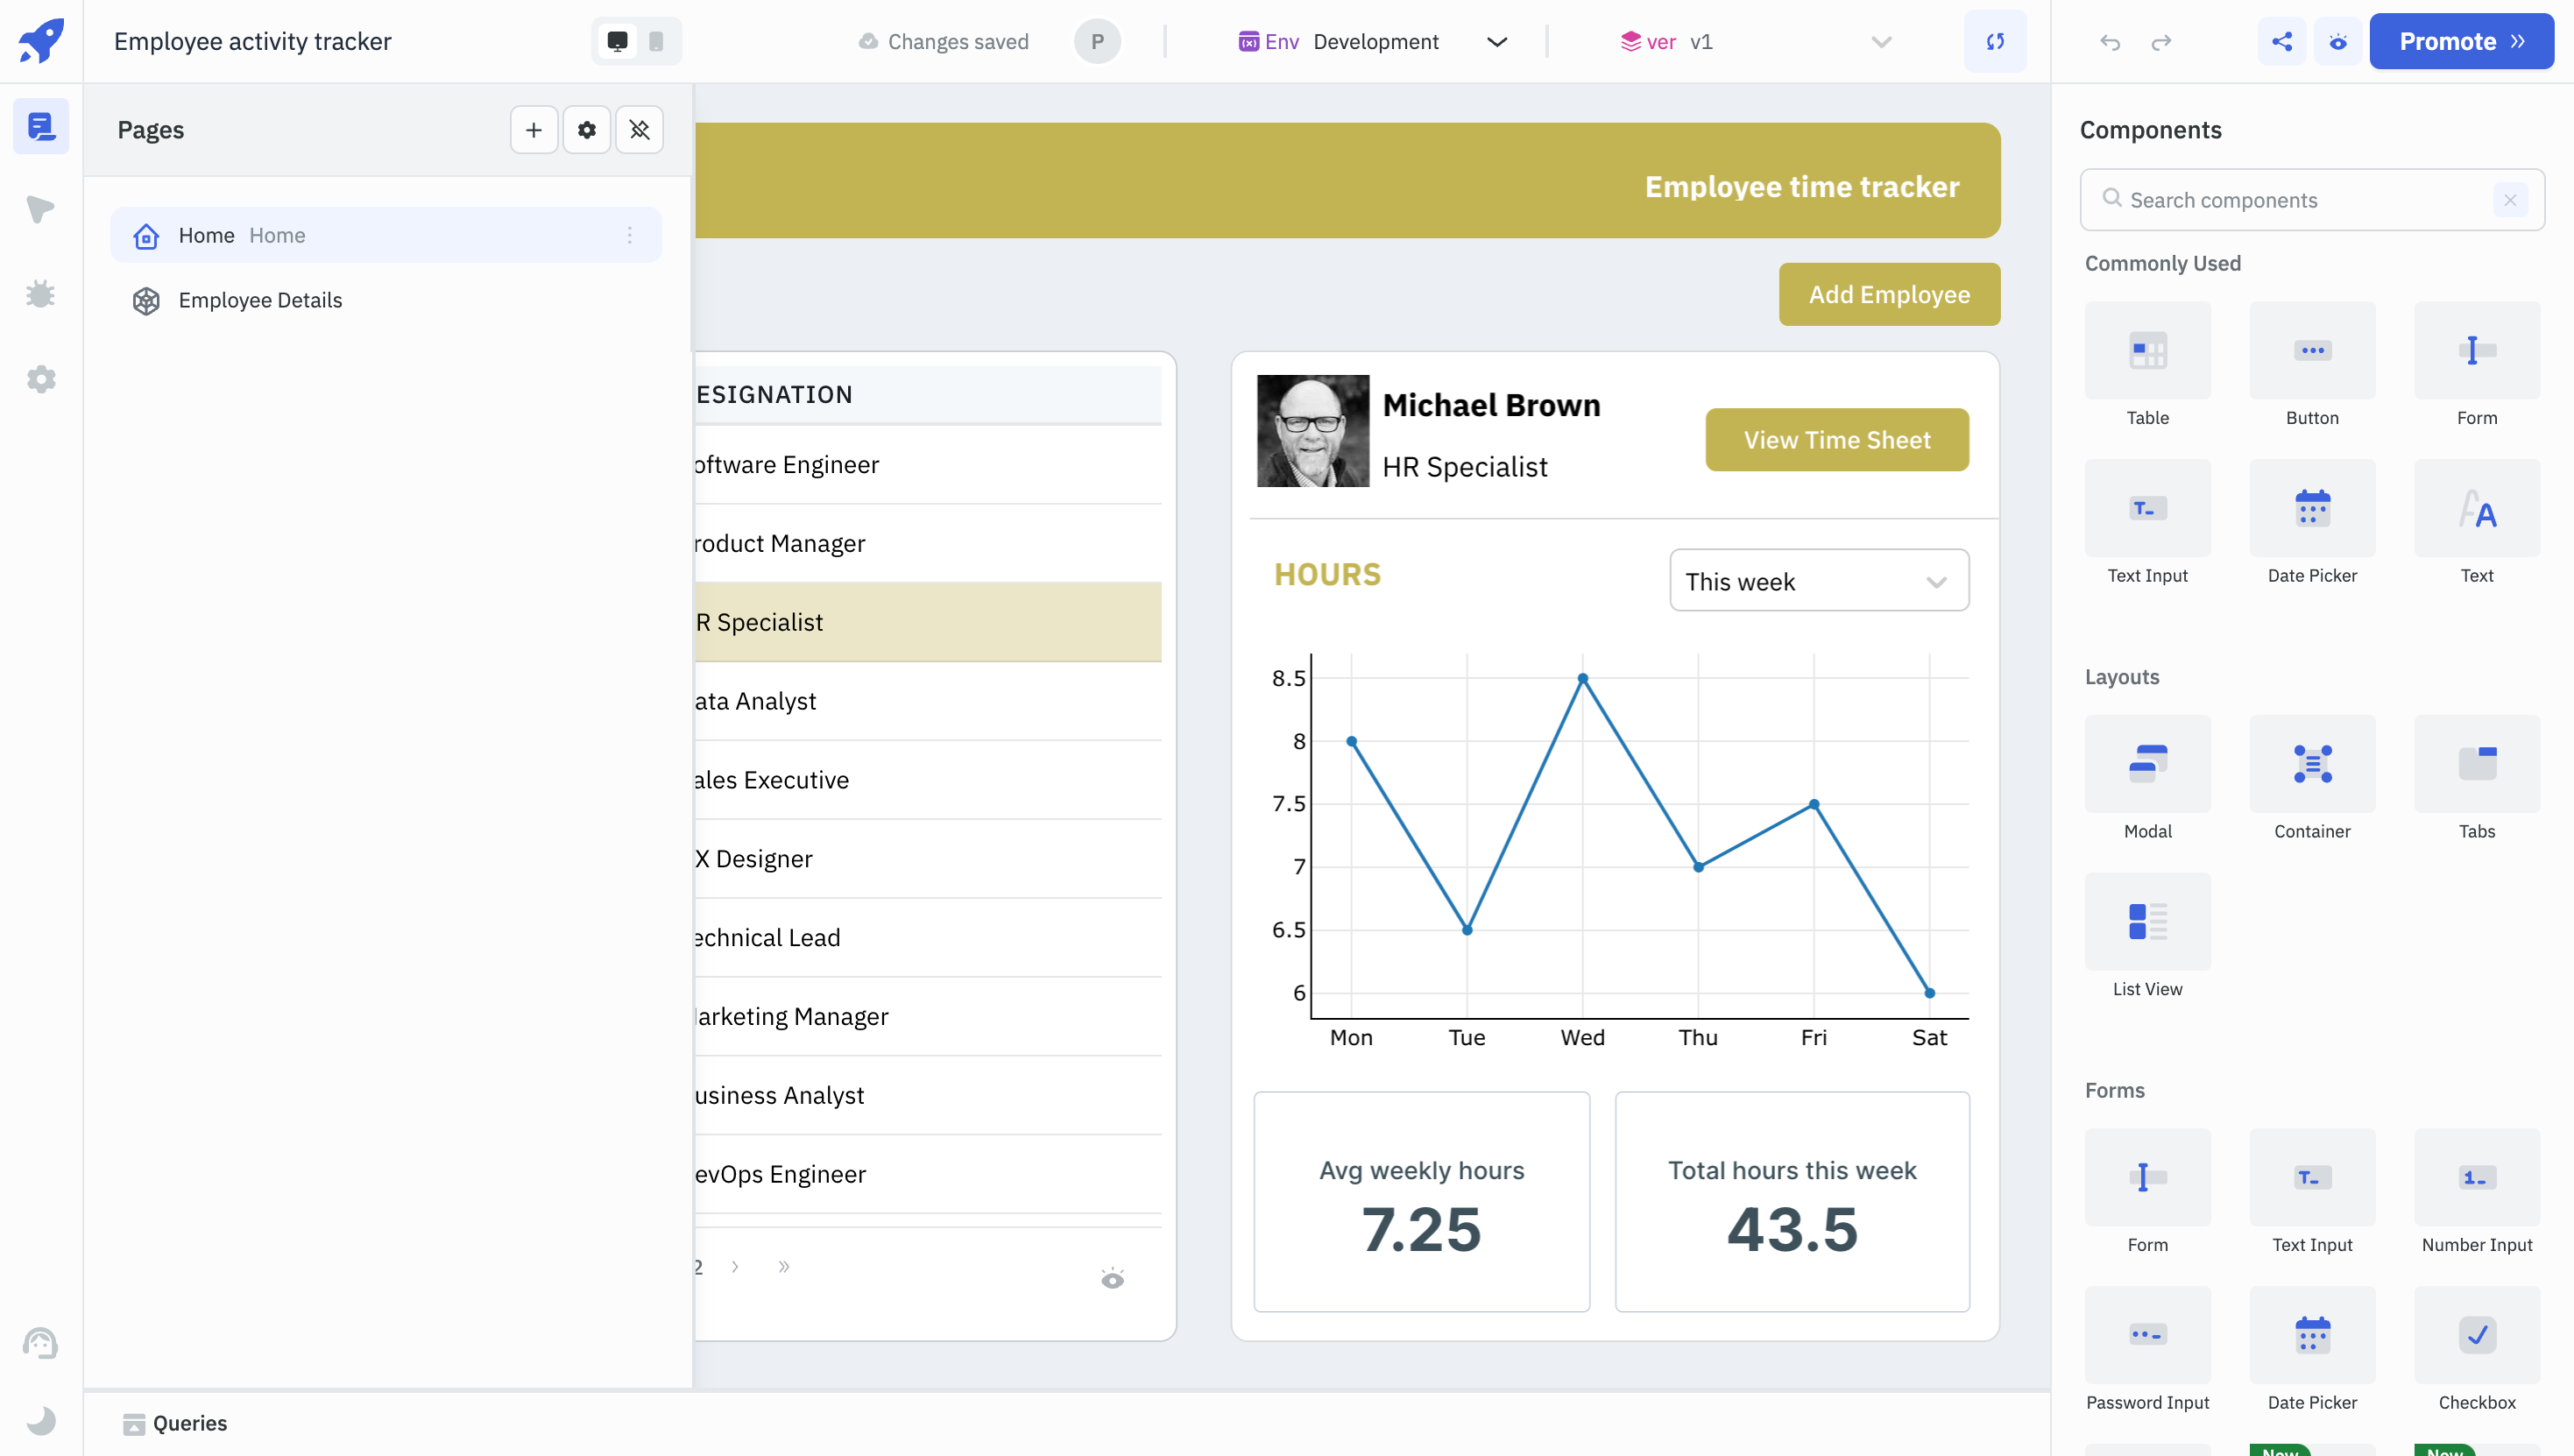 Employee activity tracker
Changes saved
P
Env Development
ver v1
Promote
Pages
Home Home
Employee Details
Employee time tracker
Add Employee
ESIGNATION
oftware Engineer
roduct Manager
R Specialist
ata Analyst
ales Executive
X Designer
echnical Lead
arketing Manager
usiness Analyst
evOps Engineer
2
Michael Brown
HR Specialist
View Time Sheet
HOURS
This week
8.5
8
7.5
7
6.5
6
Mon Tue Wed Thu Fri Sat
Avg weekly hours
7.25
Total hours this week
43.5
Queries
Components
Search components
Commonly Used
Table Button Form
Text Input Date Picker Text
Layouts
Modal Container Tabs
List View
Forms
Form Text Input Number Input
Password Input Date Picker Checkbox
New New